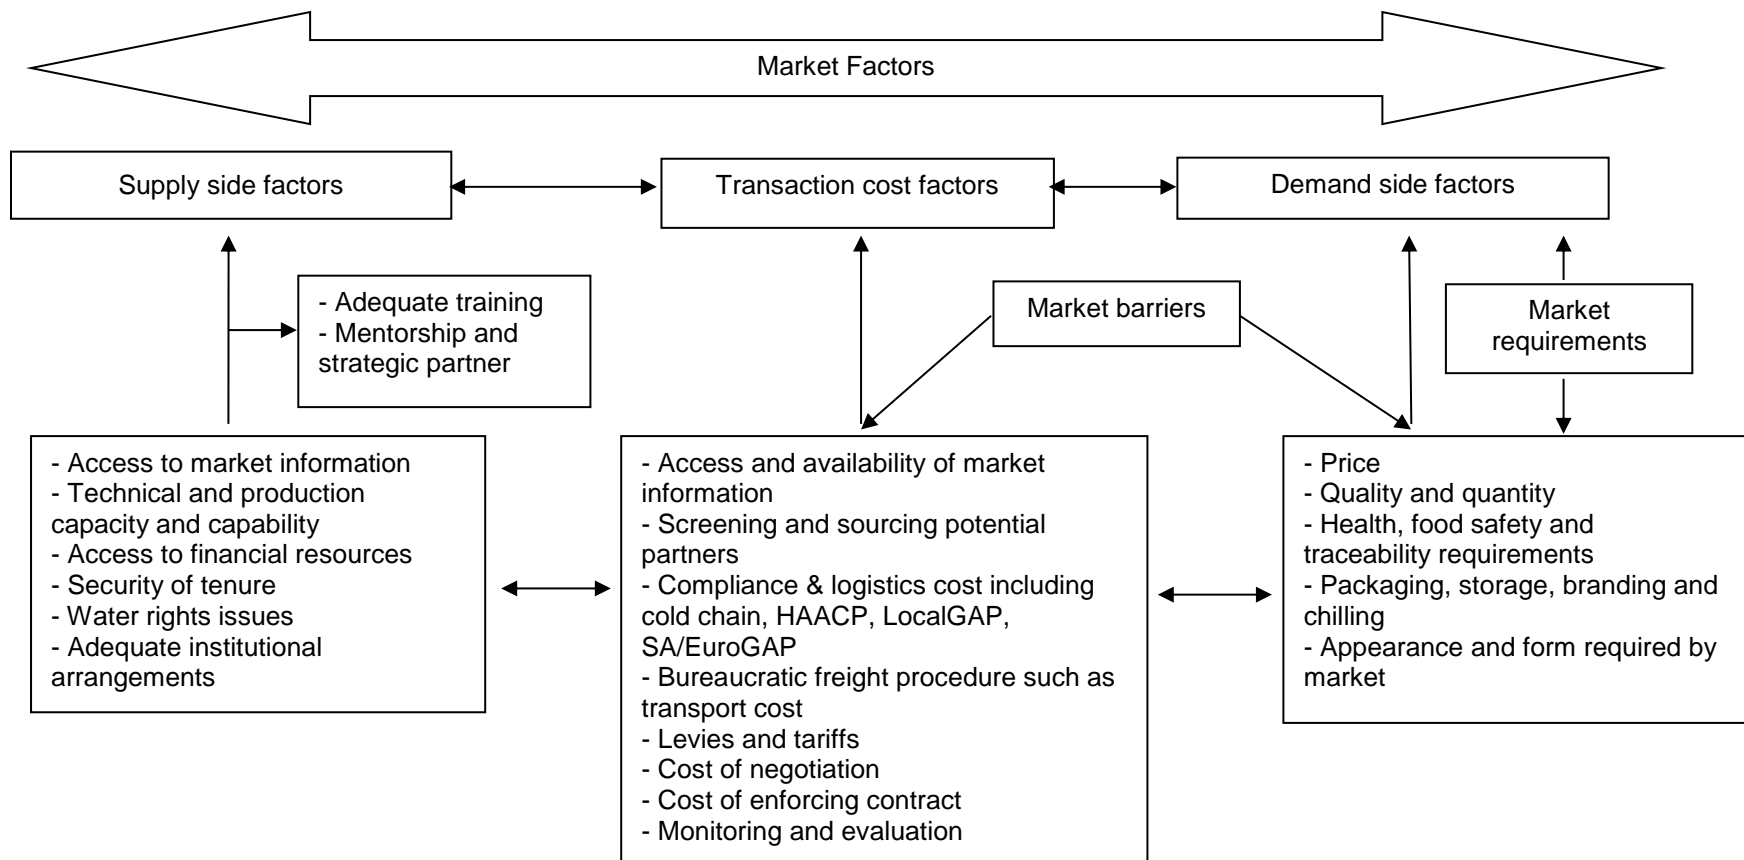 Market Factors
Supply side factors
Transaction cost factors
Demand side factors
- Adequate training
- Mentorship and
strategic partner
Market barriers
Market
requirements
- Access to market information
- Technical and production
capacity and capability
- Access to financial resources
- Security of tenure
- Water rights issues
- Adequate institutional
arrangements
- Access and availability of market
information
- Screening and sourcing potential
partners
- Compliance & logistics cost including
cold chain, HAACP, LocalGAP,
SA/EuroGAP
- Bureaucratic freight procedure such as
transport cost
- Levies and tariffs
- Cost of negotiation
- Cost of enforcing contract
- Monitoring and evaluation
- Price
- Quality and quantity
- Health, food safety and
traceability requirements
- Packaging, storage, branding and
chilling
- Appearance and form required by
market